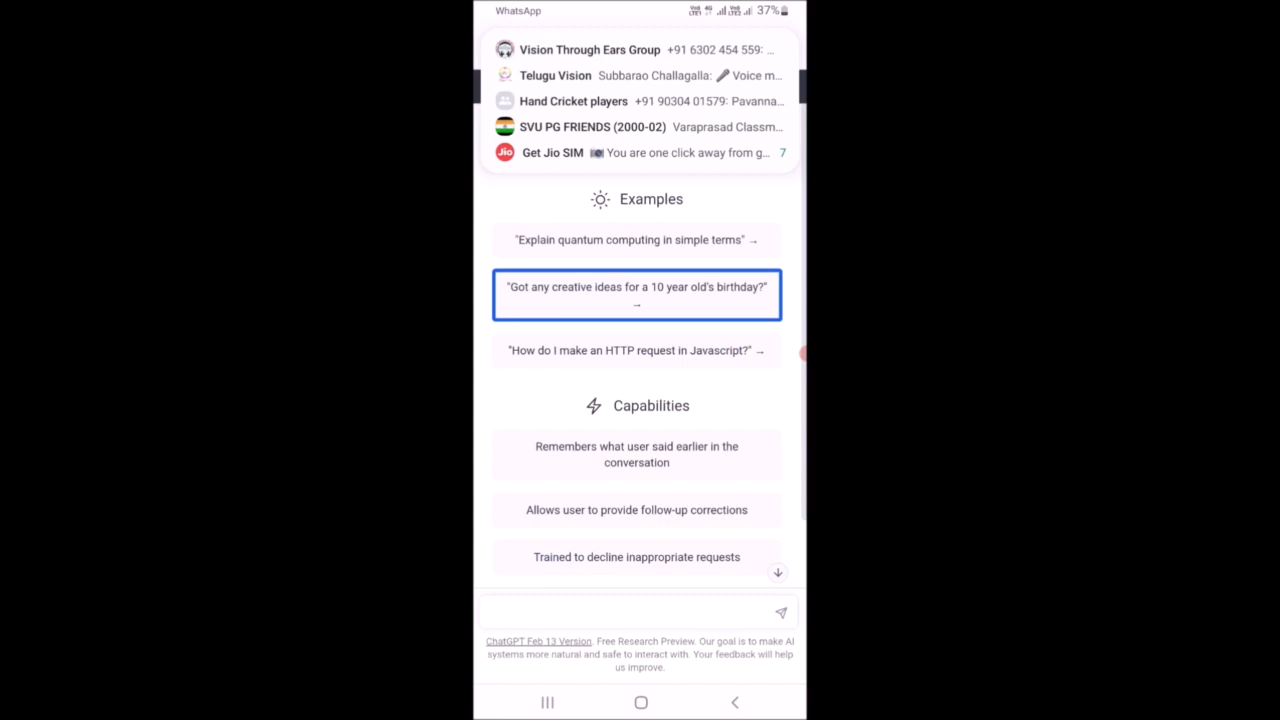 WhatsApp 37%
Vision Through Ears Group +91 6302 454 559: ...
Telugu Vision Subbarao Challagalla: 🎤 Voice m...
Hand Cricket players +91 90304 01579: Pavanna...
SVU PG FRIENDS (2000-02) Varaprasad Classm...
Jio Get Jio SIM 📷 You are one click away from g... 7
Examples
"Explain quantum computing in simple terms" →
"Got any creative ideas for a 10 year old's birthday?"
→
"How do I make an HTTP request in Javascript?" →
Capabilities
Remembers what user said earlier in the
conversation
Allows user to provide follow-up corrections
Trained to decline inappropriate requests
ChatGPT Feb 13 Version. Free Research Preview. Our goal is to make AI
systems more natural and safe to interact with. Your feedback will help
us improve.